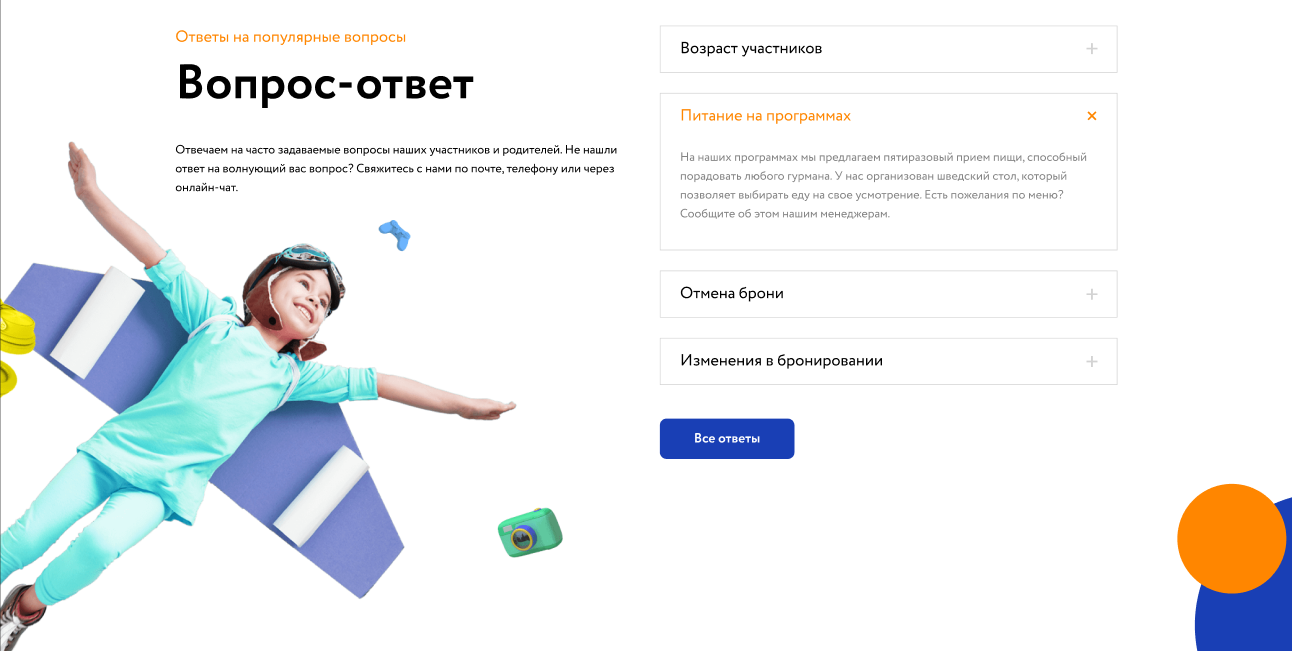 Ответы на популярные вопросы
Вопрос-ответ
Отвечаем на часто задаваемые вопросы наших участников и родителей. Не нашли
ответ на волнующий вас вопрос? Свяжитесь с нами по почте, телефону или через
онлайн-чат.
Возраст участников
Питание на программах
На наших программах мы предлагаем пятиразовый прием пищи, способный
порадовать любого гурмана. У нас организован шведский стол, который
позволяет выбирать еду на свое усмотрение. Есть пожелания по меню?
Сообщите об этом нашим менеджерам.
Отмена брони
Изменения в бронировании
Все ответы